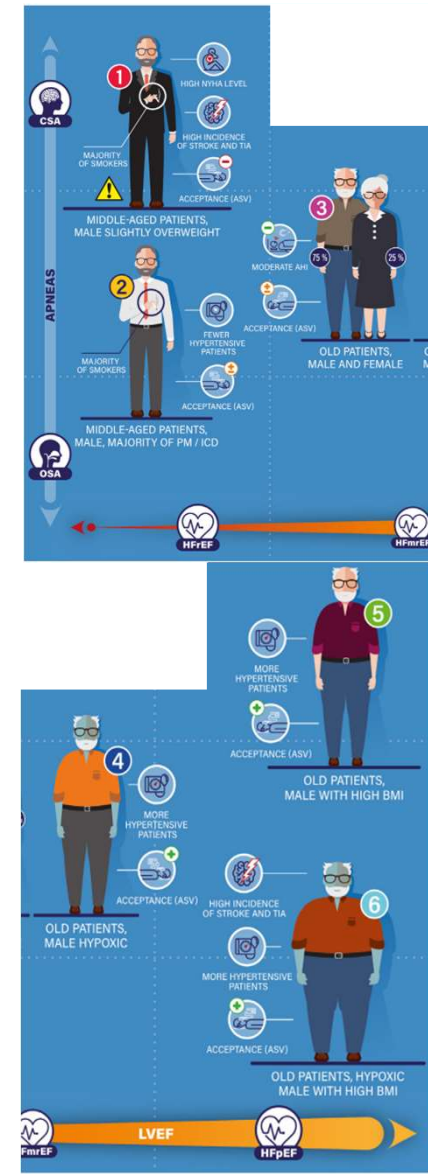 CSA
APNEAS
OSA
1
HIGH NYHA LEVEL
HIGH INCIDENCE
OF STROKE AND TIA
MAJORITY
OF SMOKERS
ACCEPTANCE (ASV)
MIDDLE-AGED PATIENTS,
MALE SLIGHTLY OVERWEIGHT
2
FEWER
HYPERTENSIVE
PATIENTS
MAJORITY
OF SMOKERS
ACCEPTANCE (ASV)
MIDDLE-AGED PATIENTS,
MALE, MAJORITY OF PM / ICD
3
75 %
25 %
MODERATE AHI
ACCEPTANCE (ASV)
OLD PATIENTS,
MALE AND FEMALE
HFrEF
HFmrEF
5
MORE
HYPERTENSIVE
PATIENTS
ACCEPTANCE (ASV)
OLD PATIENTS,
MALE WITH HIGH BMI
4
MORE
HYPERTENSIVE
PATIENTS
ACCEPTANCE (ASV)
OLD PATIENTS,
MALE HYPOXIC
6
HIGH INCIDENCE
OF STROKE AND TIA
MORE HYPERTENSIVE
PATIENTS
ACCEPTANCE (ASV)
OLD PATIENTS, HYPOXIC
MALE WITH HIGH BMI
FmrEF
LVEF
HFpEF